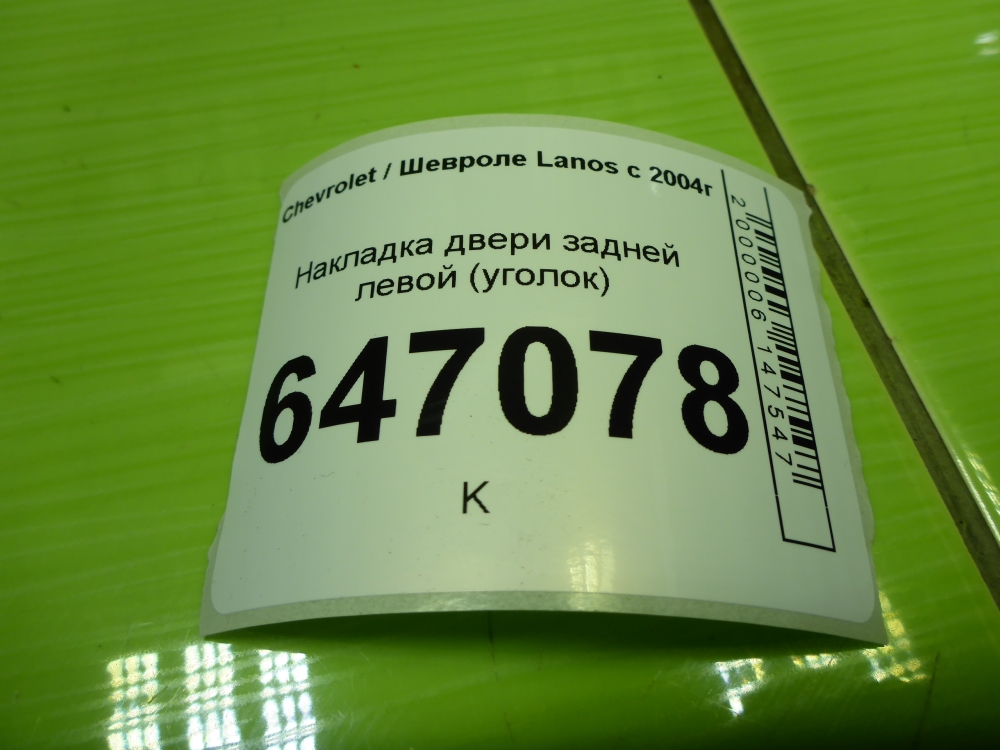 Chevrolet / Шевроле Lanos с 2004г
Накладка двери задней
левой (уголок)
647078
К
2000006147547